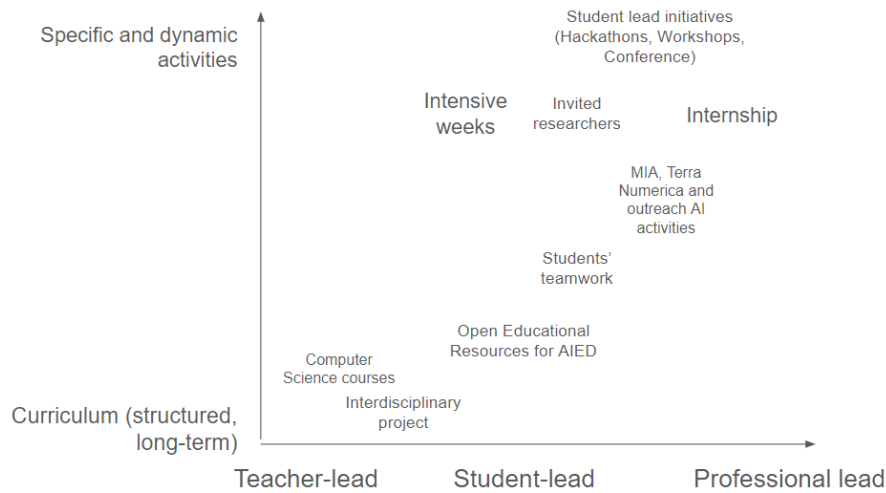 Student lead initiatives
(Hackathons, Workshops,
Conference)
Specific and dynamic
activities
Intensive
weeks
Invited
researchers
Internship
MIA, Terra
Numerica and
outreach AI
activities
Students’
teamwork
Open Educational
Resources for AIED
Computer
Science courses
Interdisciplinary
project
Curriculum (structured,
long-term)
Teacher-lead
Student-lead
Professional lead